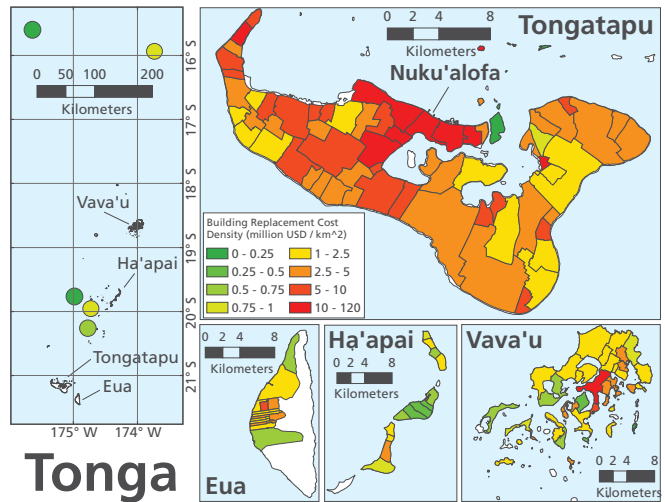 0 50 100 200
Kilometers
Vava'u
Ha'apai
Tongatapu
Eua
16° S
17° S
18° S
19° S
20° S
21° S
175° W 174° W
Tonga
Tongatapu
0 2 4 8
Kilometers
Nuku'alofa
Building Replacement Cost
Density (million USD / km^2)
0 - 0.25
0.25 - 0.5
0.5 - 0.75
0.75 - 1
1 - 2.5
2.5 - 5
5 - 10
10 - 120
0 2 4 8
Kilometers
Eua
Ha'apai
0 2 4 8
Kilometers
Vava'u
0 2 4 8
Kilometers